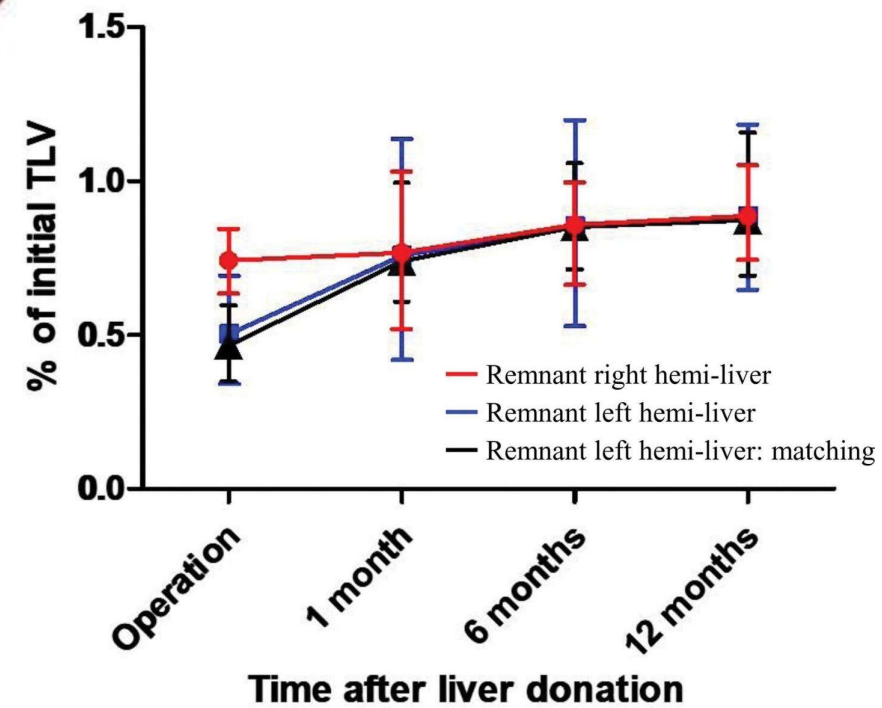 % of initial TLV
1.5
1.0
0.5
0.0
Remnant right hemi-liver
Remnant left hemi-liver
Remnant left hemi-liver: matching
Operation
1 month
6 months
12 months
Time after liver donation